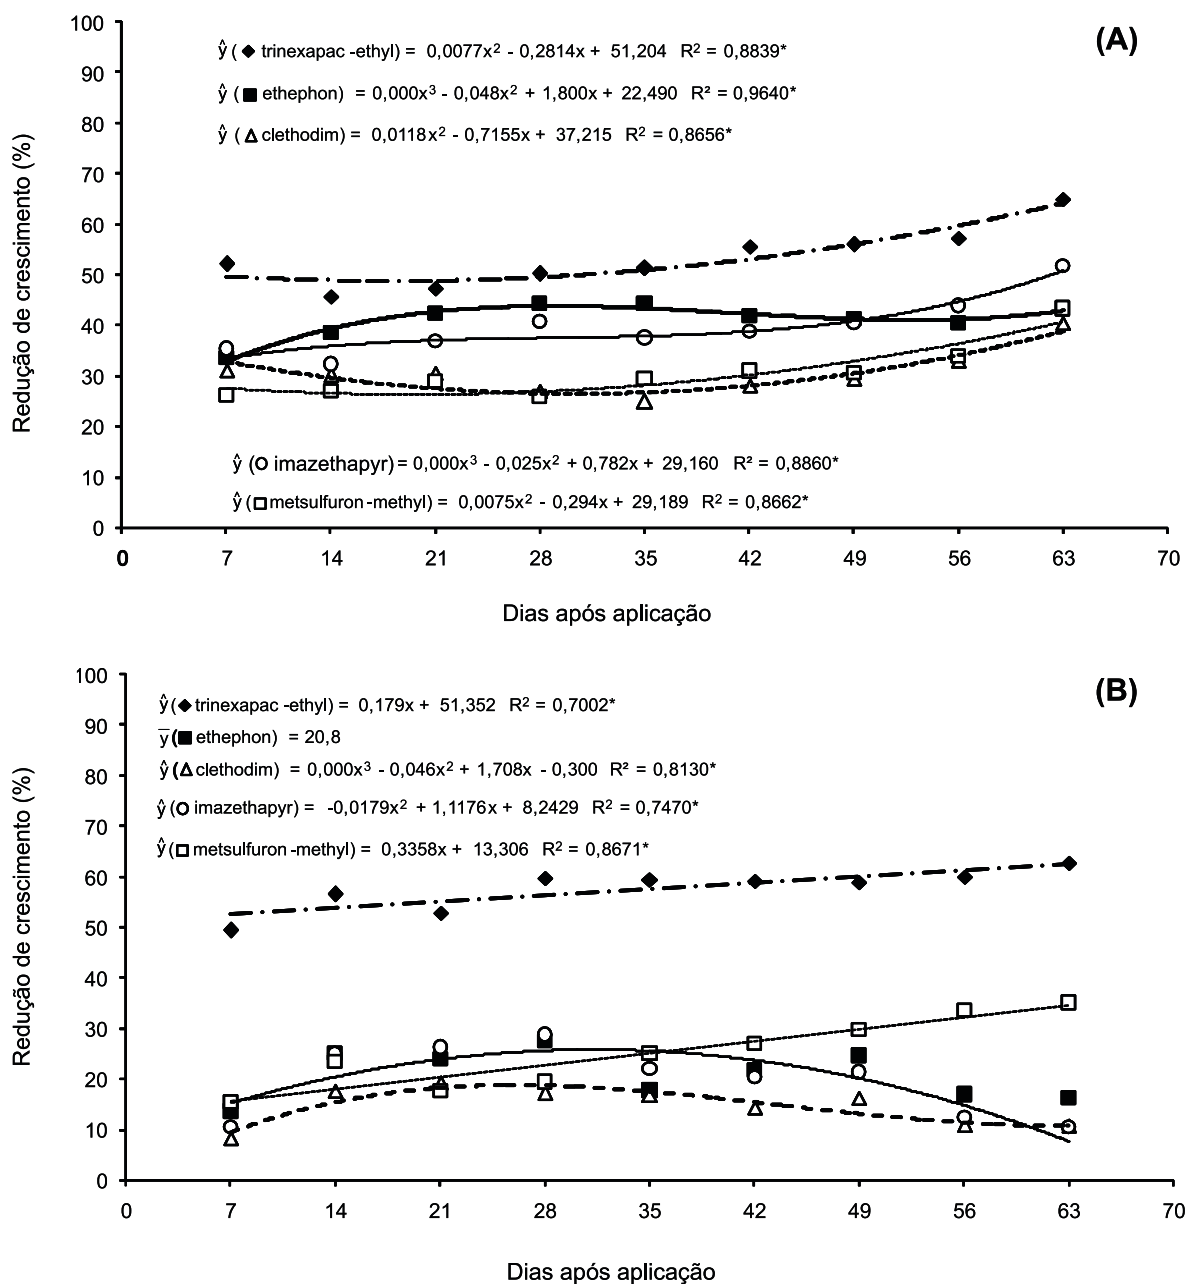 (A)
ŷ (◆ trinexapac -ethyl) = 0,0077x² - 0,2814x + 51,204 R² = 0,8839*
ŷ (■ ethephon) = 0,000x³ - 0,048x² + 1,800x + 22,490 R² = 0,9640*
ŷ (△ clethodim) = 0,0118x² - 0,7155x + 37,215 R² = 0,8656*
Redução de crescimento (%)
100
90
80
70
60
50
40
30
20
10
0
ŷ (○ imazethapyr) = 0,000x³ - 0,025x² + 0,782x + 29,160 R² = 0,8860*
ŷ (□ metsulfuron -methyl) = 0,0075x² - 0,294x + 29,189 R² = 0,8662*
0 7 14 21 28 35 42 49 56 63 70
Dias após aplicação
(B)
ŷ (◆ trinexapac -ethyl) = 0,179x + 51,352 R² = 0,7002*
y̅ (■ ethephon) = 20,8
ŷ (△ clethodim) = 0,000x³ - 0,046x² + 1,708x - 0,300 R² = 0,8130*
ŷ (○ imazethapyr) = -0,0179x² + 1,1176x + 8,2429 R² = 0,7470*
ŷ (□ metsulfuron -methyl) = 0,3358x + 13,306 R² = 0,8671*
Redução de crescimento (%)
100
90
80
70
60
50
40
30
20
10
0
0 7 14 21 28 35 42 49 56 63
Dias após aplicação